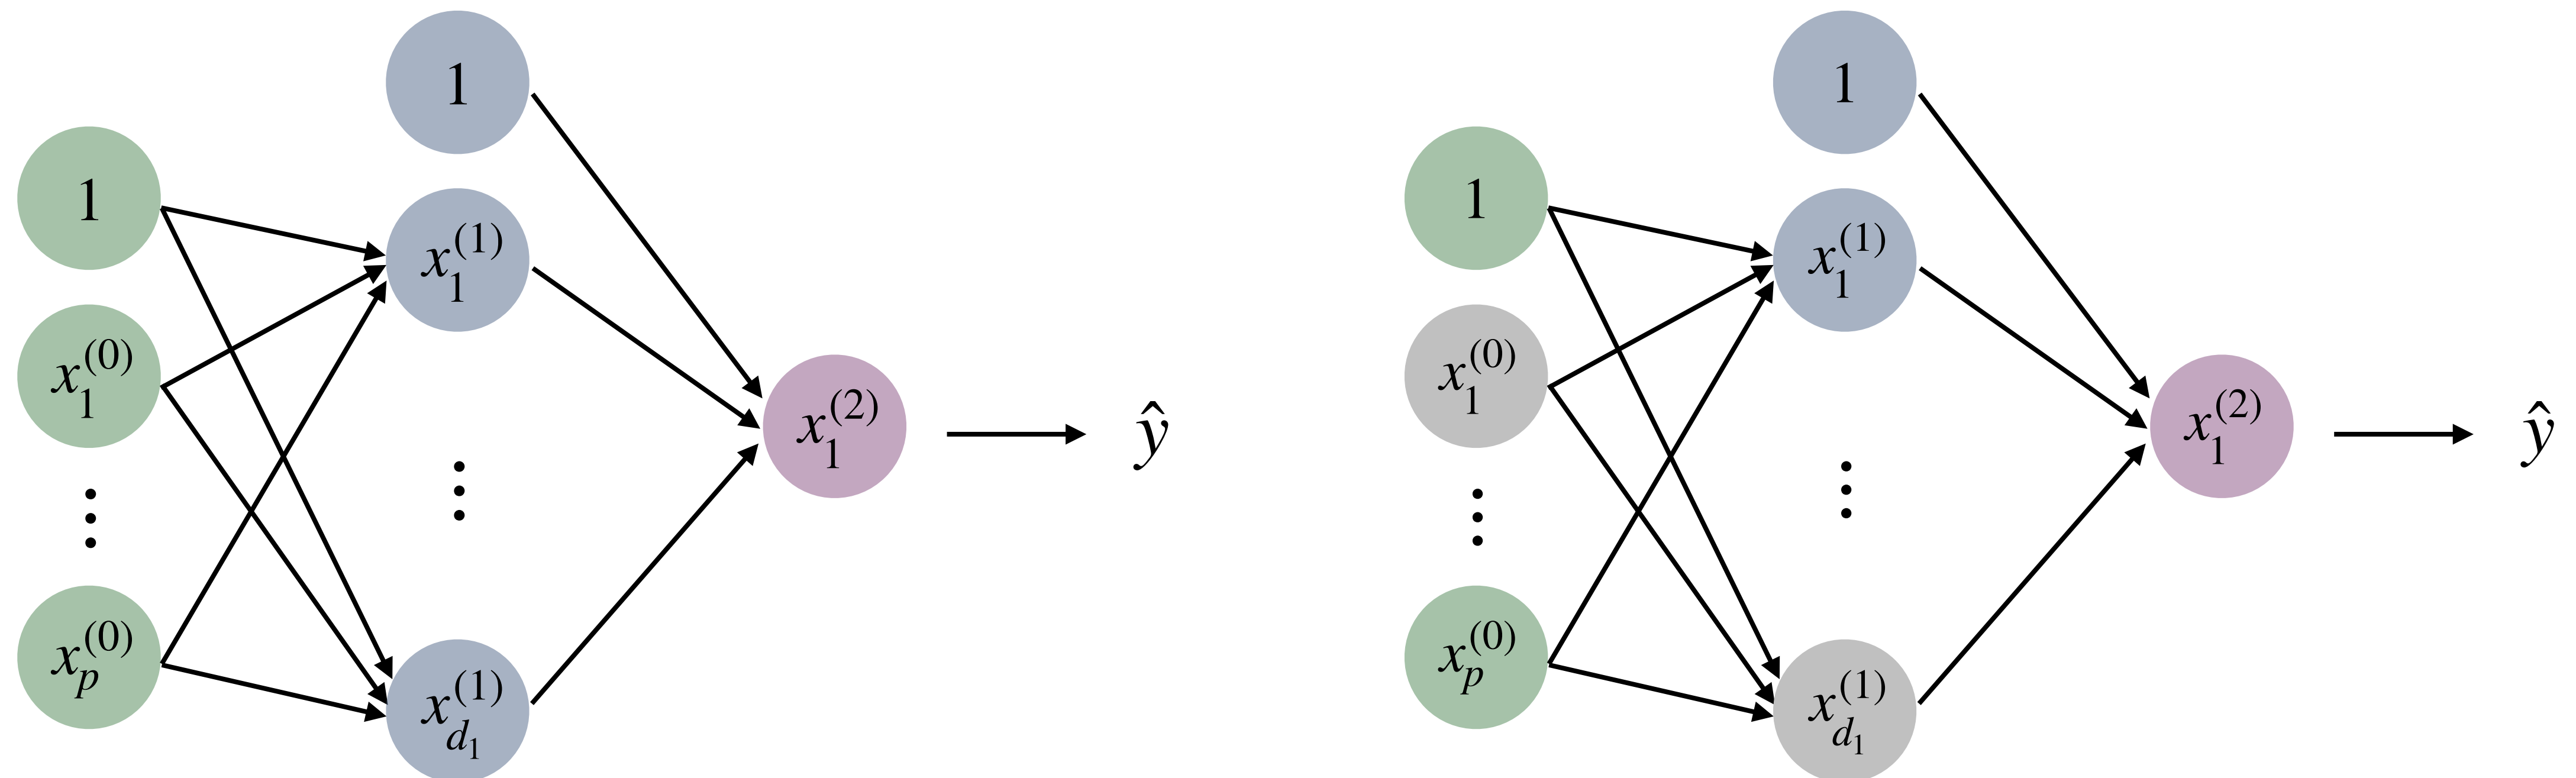 1
1
x_1^{(0)}
⋮
x_p^{(0)}
1
x_1^{(1)}
⋮
x_{d_1}^{(1)}
x_1^{(2)}
ŷ
1
x_1^{(0)}
⋮
x_p^{(0)}
1
x_1^{(1)}
⋮
x_{d_1}^{(1)}
x_1^{(2)}
ŷ